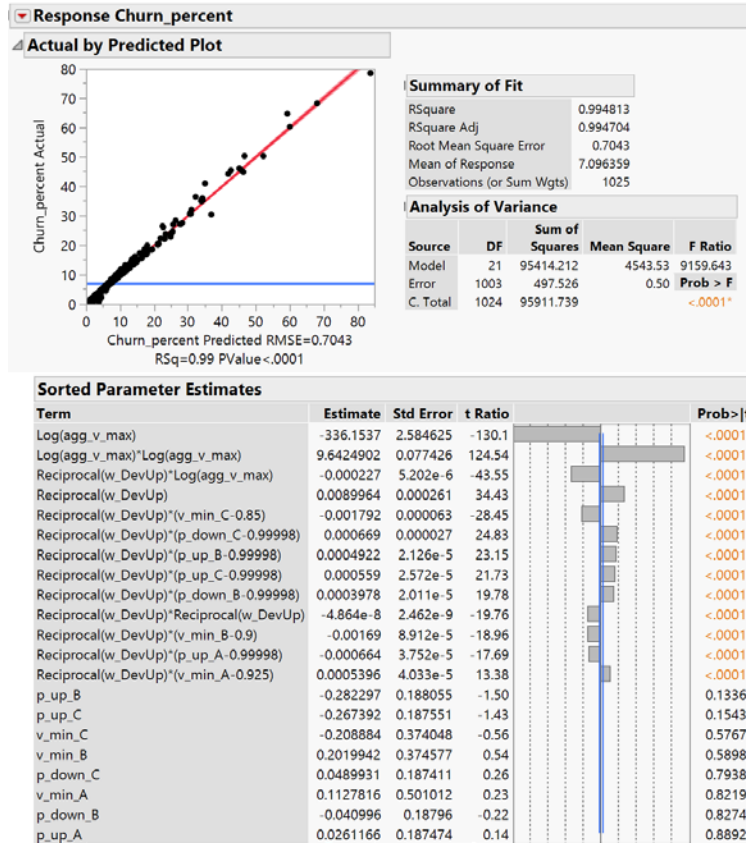 Response Churn_percent
Actual by Predicted Plot
80
70
60
50
40
30
20
10
0
Churn_percent Actual
0 10 20 30 40 50 60 70 80
Churn_percent Predicted RMSE=0.7043
RSq=0.99 PValue<.0001
Summary of Fit
RSquare 0.994813
RSquare Adj 0.994704
Root Mean Square Error 0.7043
Mean of Response 7.096359
Observations (or Sum Wgts) 1025
Analysis of Variance
Sum of
Source DF Squares Mean Square F Ratio
Model 21 95414.212 4543.53 9159.643
Error 1003 497.526 0.50 Prob > F
C. Total 1024 95911.739 <.0001*
Sorted Parameter Estimates
Term Estimate Std Error t Ratio Prob>|t
Log(agg_v_max) -336.1537 2.584625 -130.1 <.0001
Log(agg_v_max)*Log(agg_v_max) 9.6424902 0.077426 124.54 <.0001
Reciprocal(w_DevUp)*Log(agg_v_max) -0.000227 5.202e-6 -43.55 <.0001
Reciprocal(w_DevUp) 0.0089964 0.000261 34.43 <.0001
Reciprocal(w_DevUp)*(v_min_C-0.85) -0.001792 0.000063 -28.45 <.0001
Reciprocal(w_DevUp)*(p_down_C-0.99998) 0.000669 0.000027 24.83 <.0001
Reciprocal(w_DevUp)*(p_up_B-0.99998) 0.0004922 2.126e-5 23.15 <.0001
Reciprocal(w_DevUp)*(p_up_C-0.99998) 0.000559 2.572e-5 21.73 <.0001
Reciprocal(w_DevUp)*(p_down_B-0.99998) 0.0003978 2.011e-5 19.78 <.0001
Reciprocal(w_DevUp)*Reciprocal(w_DevUp) -4.864e-8 2.462e-9 -19.76 <.0001
Reciprocal(w_DevUp)*(v_min_B-0.9) -0.00169 8.912e-5 -18.96 <.0001
Reciprocal(w_DevUp)*(p_up_A-0.99998) -0.000664 3.752e-5 -17.69 <.0001
Reciprocal(w_DevUp)*(v_min_A-0.925) 0.0005396 4.033e-5 13.38 <.0001
p_up_B -0.282297 0.188055 -1.50 0.1336
p_up_C -0.267392 0.187551 -1.43 0.1543
v_min_C -0.208884 0.374048 -0.56 0.5767
v_min_B 0.2019942 0.374577 0.54 0.5898
p_down_C 0.0489931 0.187411 0.26 0.7938
v_min_A 0.1127816 0.501012 0.23 0.8219
p_down_B -0.040996 0.18796 -0.22 0.8274
p_up_A 0.0261166 0.187474 0.14 0.8892